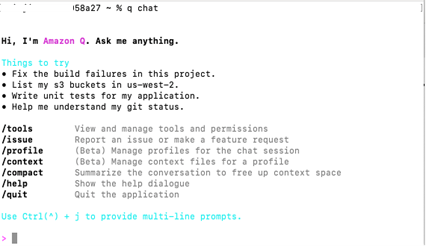 058a27 ~ % q chat
Hi, I'm Amazon Q. Ask me anything.
Things to try
• Fix the build failures in this project.
• List my s3 buckets in us-west-2.
• Write unit tests for my application.
• Help me understand my git status.
/tools View and manage tools and permissions
/issue Report an issue or make a feature request
/profile (Beta) Manage profiles for the chat session
/context (Beta) Manage context files for a profile
/compact Summarize the conversation to free up context space
/help Show the help dialogue
/quit Quit the application
Use Ctrl(^) + j to provide multi-line prompts.
>